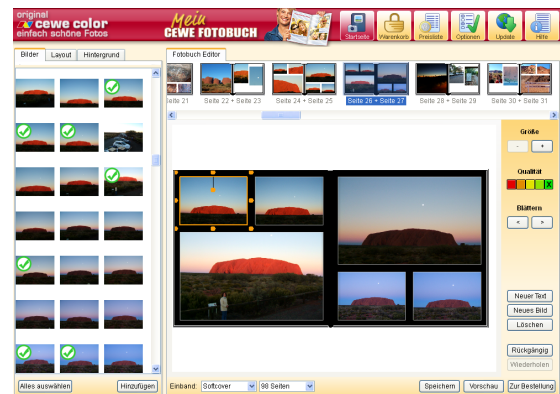 original
cewe color
einfach schöne Fotos
Mein
CEWE FOTOBUCH
Startseite
Warenkorb
Preisliste
Optionen
Update
Hilfe
Bilder
Layout
Hintergrund
Fotobuch Editor
Seite 21
Seite 22 + Seite 23
Seite 24 + Seite 25
Seite 26 + Seite 27
Seite 28 + Seite 29
Seite 30 + Seite 31
Größe
- +
Qualität
X
Blättern
< >
Neuer Text
Neues Bild
Löschen
Rückgängig
Wiederholen
Alles auswählen
Hinzufügen
Einband: Softcover 98 Seiten
Speichern
Vorschau
Zur Bestellung